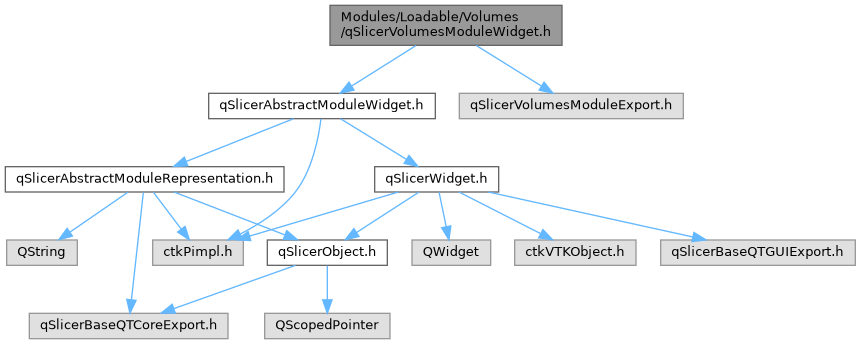 Modules/Loadable/Volumes
/qSlicerVolumesModuleWidget.h
qSlicerAbstractModuleWidget.h
qSlicerVolumesModuleExport.h
qSlicerAbstractModuleRepresentation.h
qSlicerWidget.h
QString
ctkPimpl.h
qSlicerObject.h
QWidget
ctkVTKObject.h
qSlicerBaseQTGUIExport.h
qSlicerBaseQTCoreExport.h
QScopedPointer